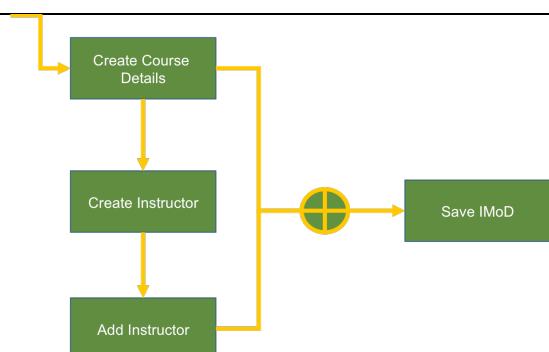 Create Course
Details
Create Instructor
Save IMoD
Add Instructor